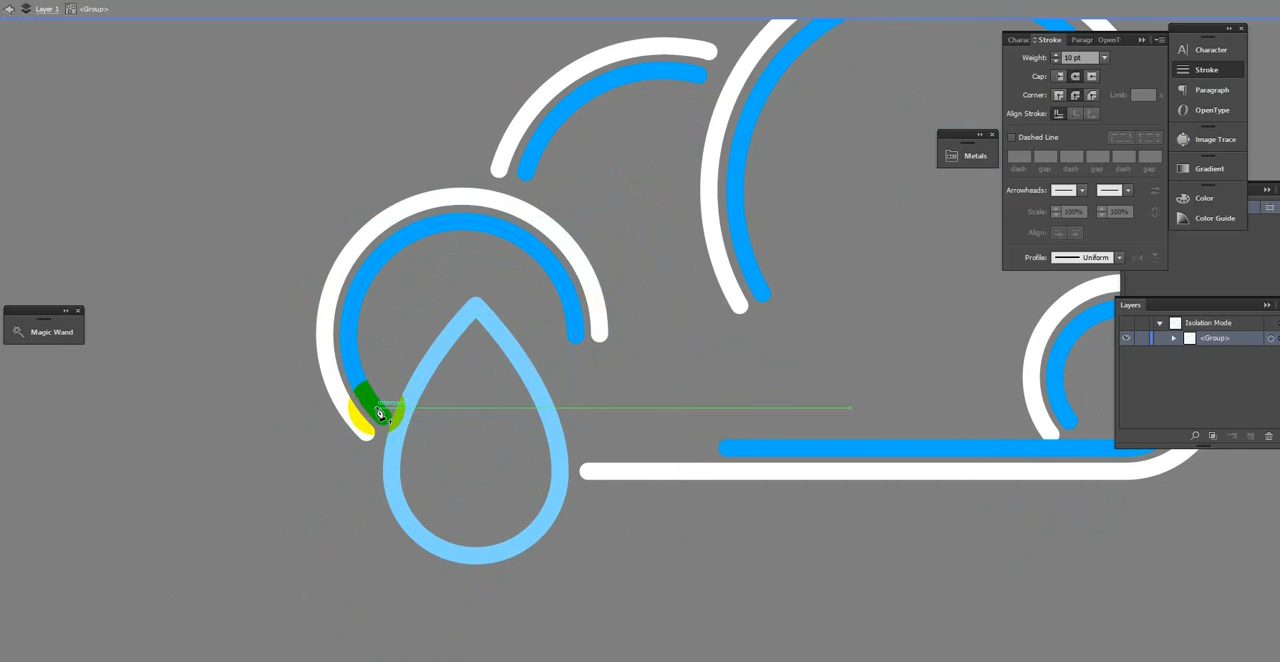 Layer 1 <Group>
Charac Stroke Paragr OpenT
Weight: 10 pt
Cap:
Corner: Limit: x
Align Stroke:
Dashed Line
dash gap dash gap dash gap
Arrowheads:
Scale: 100% 100%
Align:
Profile: Uniform
Character
Stroke
Paragraph
OpenType
Image Trace
Gradient
Color
Color Guide
Metals
Magic Wand
Layers
Isolation Mode
<Group>